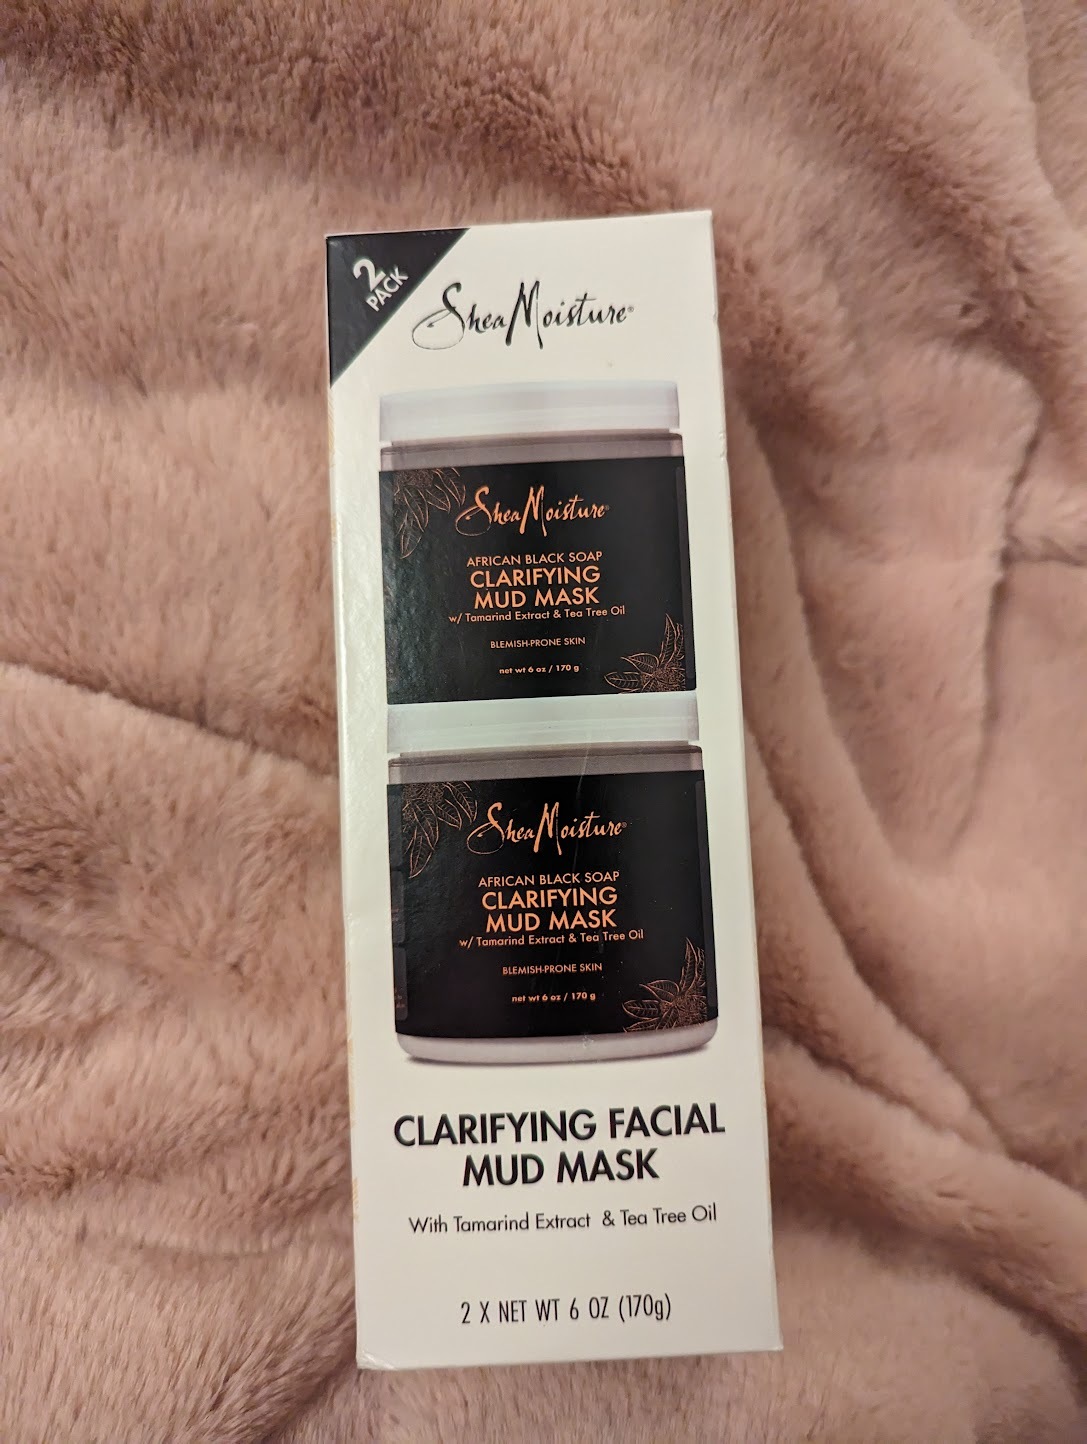 2
PACK
SheaMoisture®
SheaMoisture®
AFRICAN BLACK SOAP
CLARIFYING
MUD MASK
w/ Tamarind Extract & Tea Tree Oil
BLEMISH-PRONE SKIN
net wt 6 oz / 170 g
SheaMoisture®
AFRICAN BLACK SOAP
CLARIFYING
MUD MASK
w/ Tamarind Extract & Tea Tree Oil
BLEMISH-PRONE SKIN
net wt 6 oz / 170 g
CLARIFYING FACIAL
MUD MASK
With Tamarind Extract & Tea Tree Oil
2 X NET WT 6 OZ (170g)